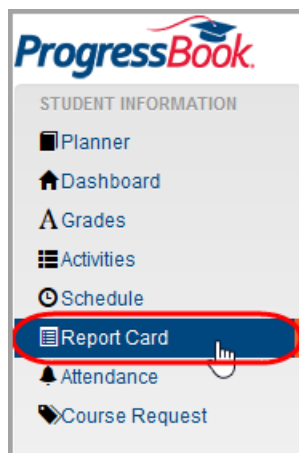 ProgressBook.
STUDENT INFORMATION
Planner
Dashboard
Grades
Activities
Schedule
Report Card
Attendance
Course Request